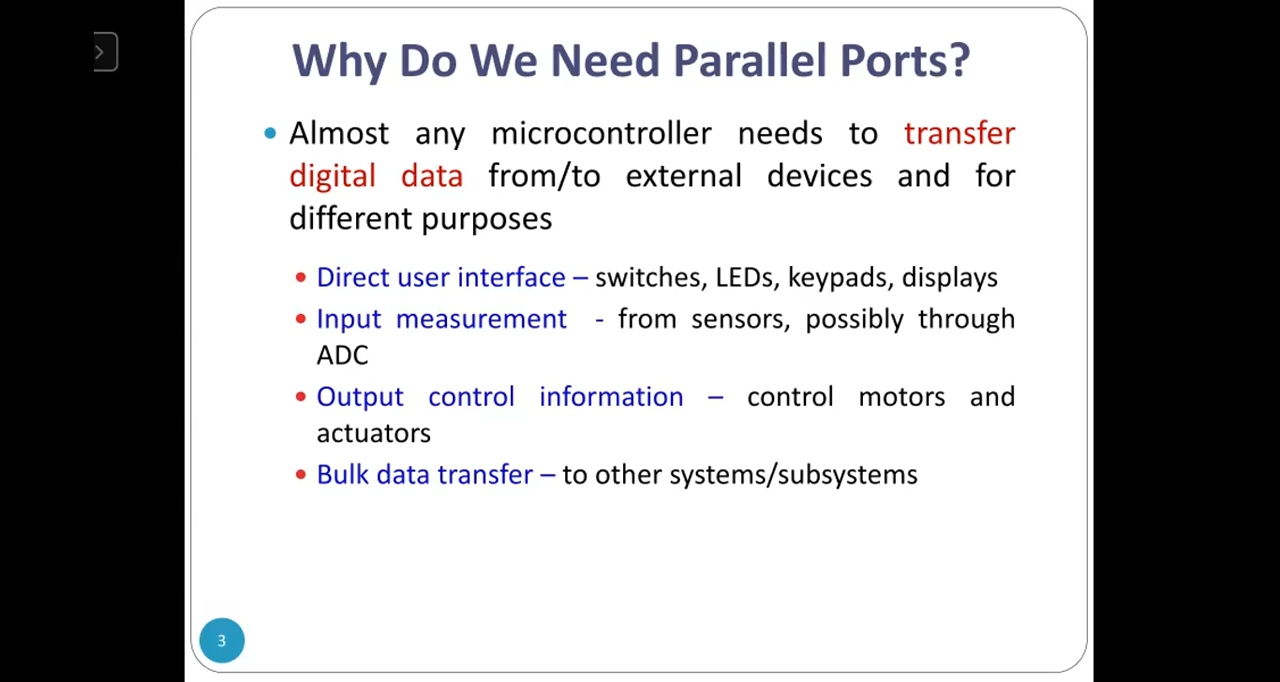 Why Do We Need Parallel Ports?
• Almost any microcontroller needs to transfer
digital data from/to external devices and for
different purposes
• Direct user interface – switches, LEDs, keypads, displays
• Input measurement - from sensors, possibly through
ADC
• Output control information – control motors and
actuators
• Bulk data transfer – to other systems/subsystems
3